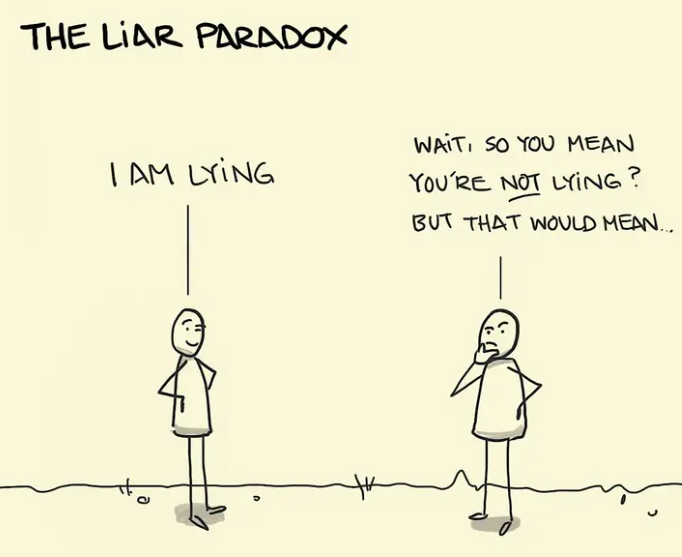 THE LIAR PARADOX
I AM LYING
WAIT, SO YOU MEAN
YOU'RE NOT LYING?
BUT THAT WOULD MEAN...